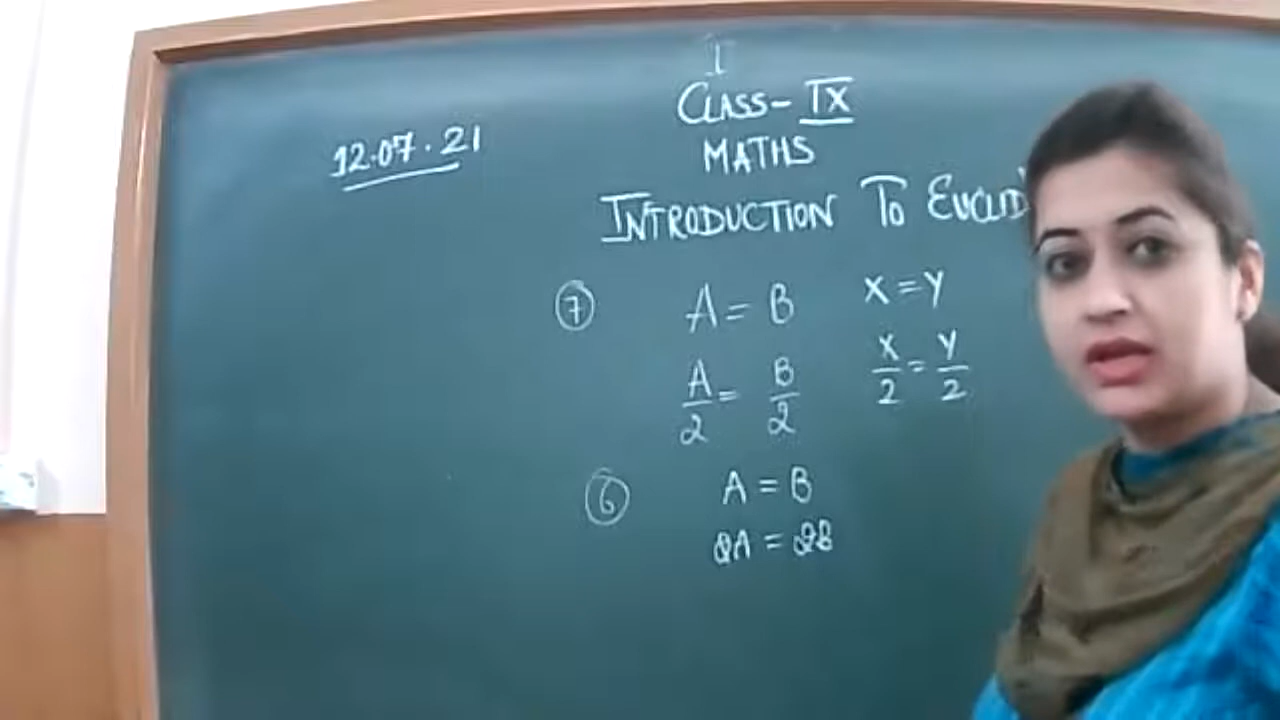 I
CLASS-IX
12.07.21
MATHS
INTRODUCTION TO EUCLID'
7 A = B X = Y
A/2 = B/2 X/2 = Y/2
6 A = B
2A = 2B